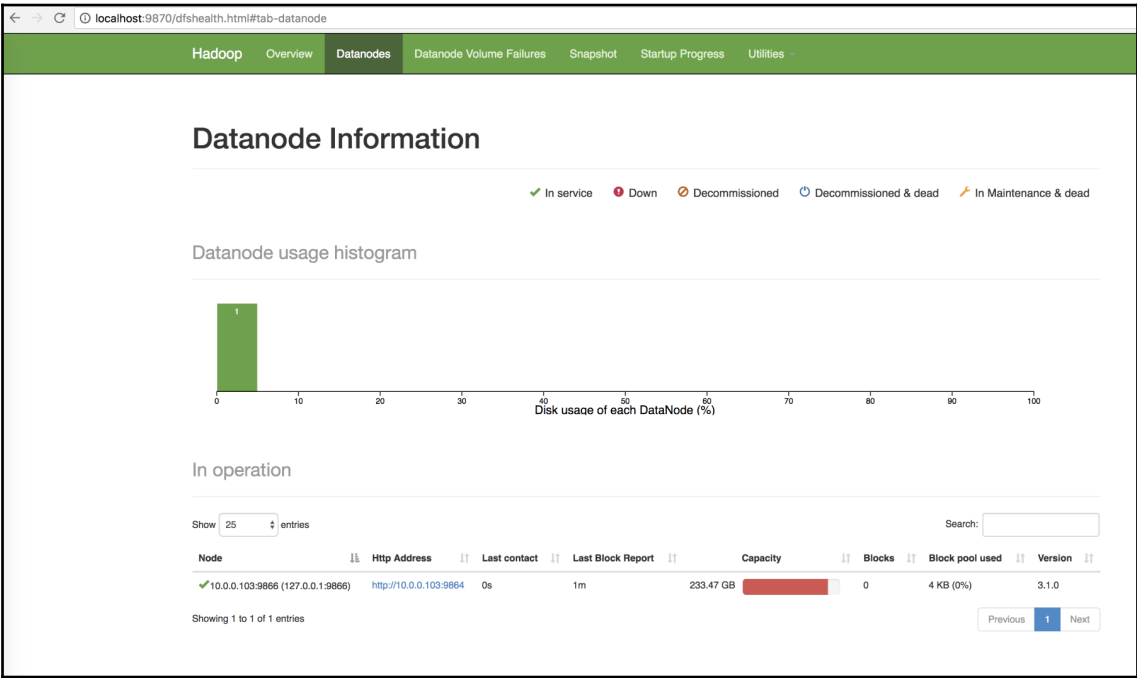 localhost:9870/dfshealth.html#tab-datanode
Hadoop Overview Datanodes Datanode Volume Failures Snapshot Startup Progress Utilities
Datanode Information
In service Down Decommissioned Decommissioned & dead In Maintenance & dead
Datanode usage histogram
1
0 10 20 30 40 50 60 70 80 90 100
Disk usage of each DataNode (%)
In operation
Show 25 entries Search:
Node Http Address Last contact Last Block Report Capacity Blocks Block pool used Version
10.0.0.103:9866 (127.0.0.1:9866) http://10.0.0.103:9864 0s 1m 233.47 GB 0 4 KB (0%) 3.1.0
Showing 1 to 1 of 1 entries Previous 1 Next